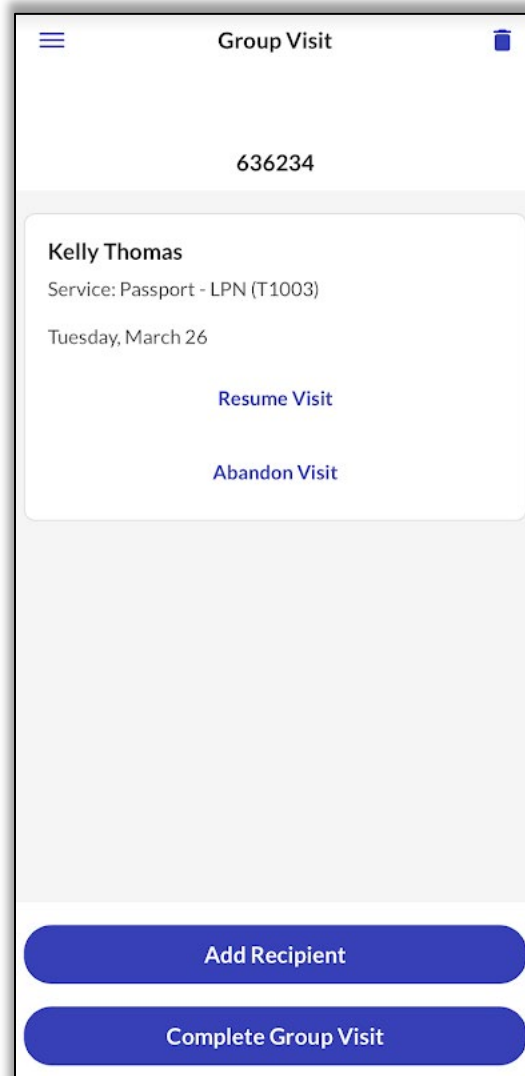 Group Visit
636234
Kelly Thomas
Service: Passport - LPN (T1003)
Tuesday, March 26
Resume Visit
Abandon Visit
Add Recipient
Complete Group Visit